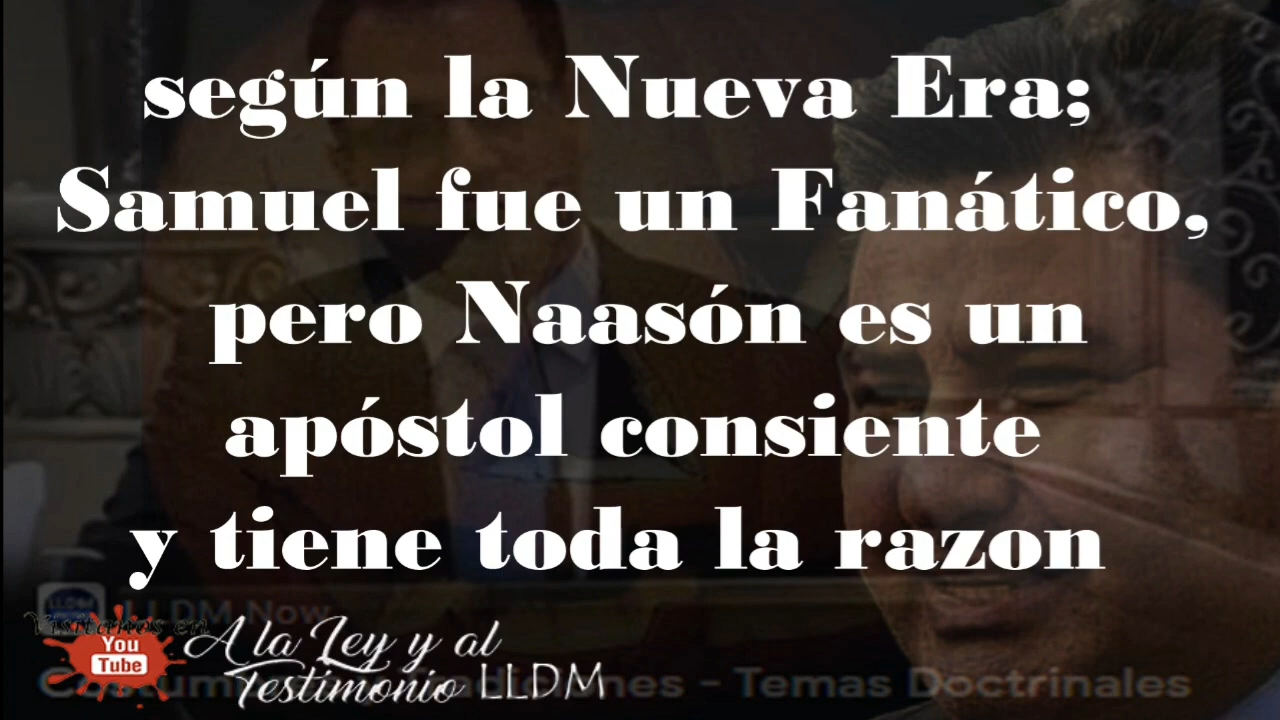 según la Nueva Era;
Samuel fue un Fanático,
pero Naasón es un
apóstol consiente
y tiene toda la razon
LLDM Now
Visitanos en
You
Tube
A la Ley y al
Testimonio LLDM
- Temas Doctrinales